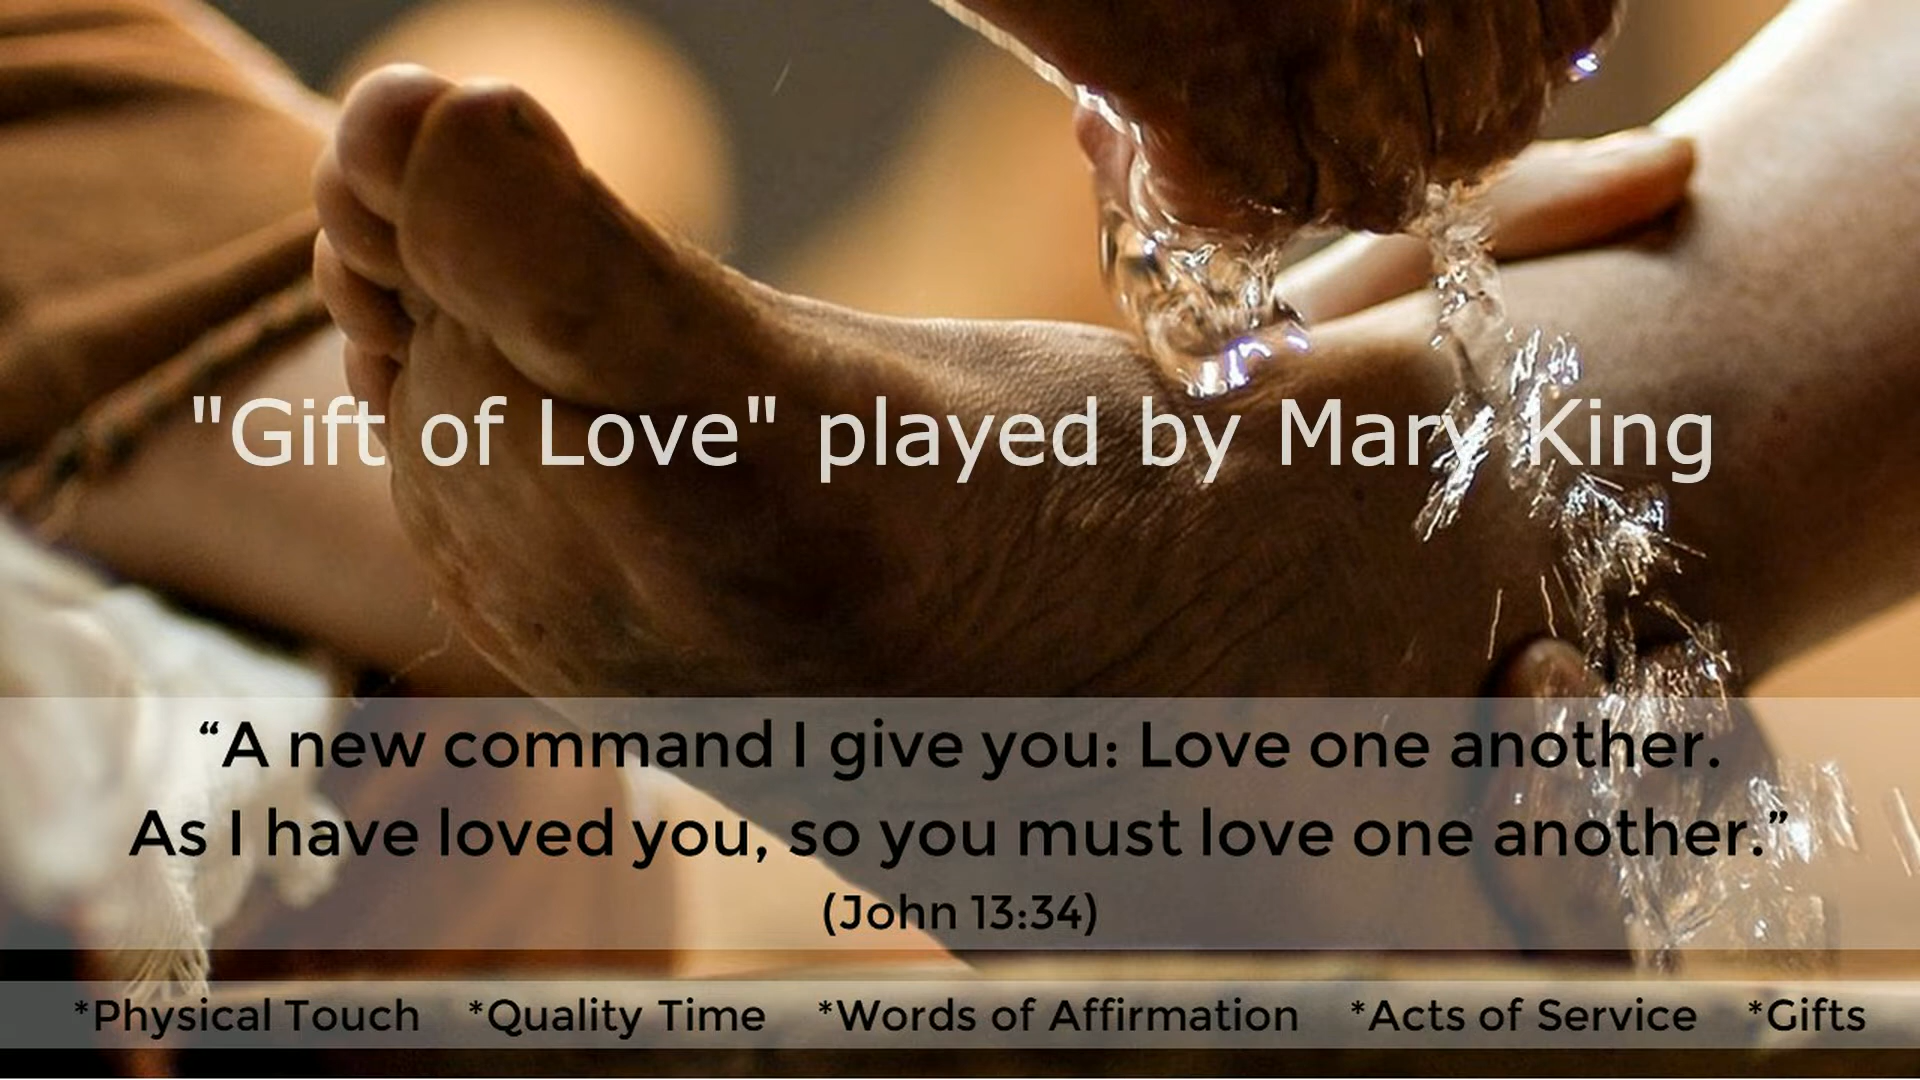 "Gift of Love" played by Mary King
“A new command I give you: Love one another.
As I have loved you, so you must love one another.”
(John 13:34)
*Physical Touch *Quality Time *Words of Affirmation *Acts of Service *Gifts